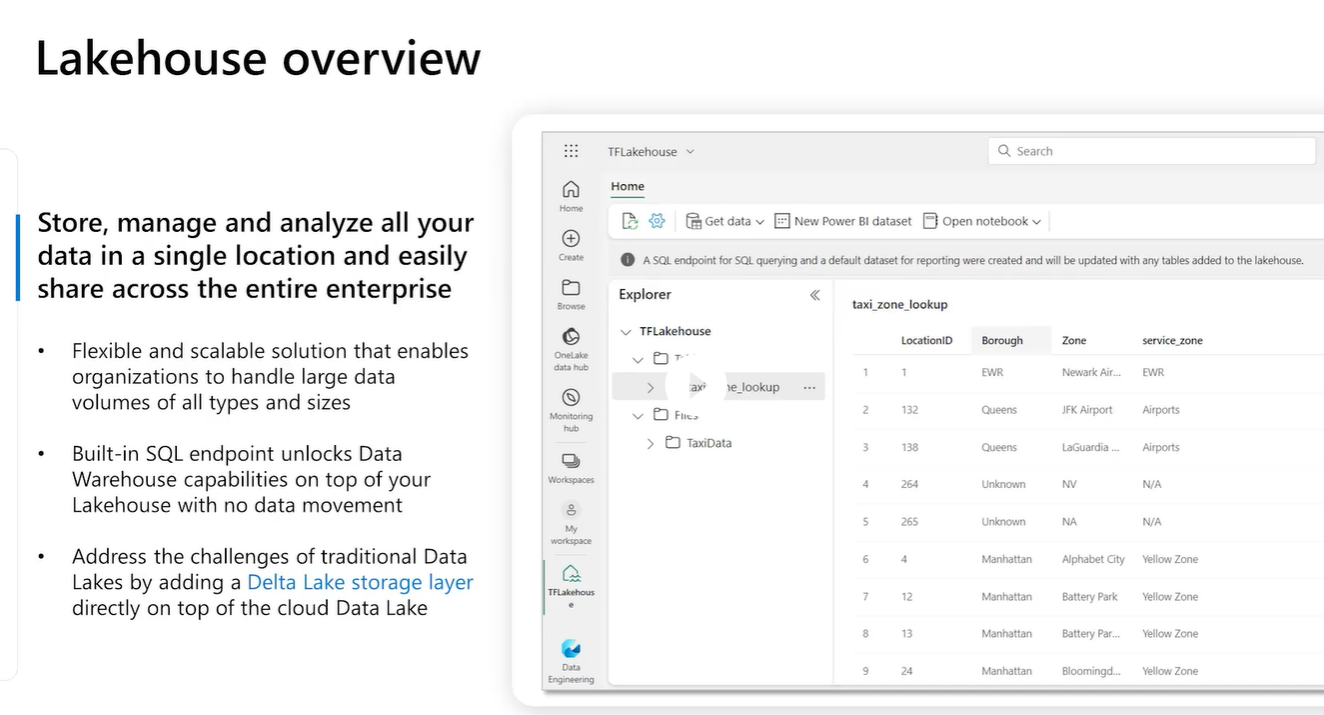 Lakehouse overview
Store, manage and analyze all your
data in a single location and easily
share across the entire enterprise
• Flexible and scalable solution that enables
organizations to handle large data
volumes of all types and sizes
• Built-in SQL endpoint unlocks Data
Warehouse capabilities on top of your
Lakehouse with no data movement
• Address the challenges of traditional Data
Lakes by adding a Delta Lake storage layer
directly on top of the cloud Data Lake
TFLakehouse
Search
Home
Create
Browse
OneLake
data hub
Monitoring
hub
Workspaces
My
workspace
TFLakehous
e
Data
Engineering
Home
Get data
New Power BI dataset
Open notebook
A SQL endpoint for SQL querying and a default dataset for reporting were created and will be updated with any tables added to the lakehouse.
Explorer
TFLakehouse
Files
TaxiData
taxi_zone_lookup
LocationID Borough Zone service_zone
1 1 EWR Newark Air... EWR
2 132 Queens JFK Airport Airports
3 138 Queens LaGuardia ... Airports
4 264 Unknown NV N/A
5 265 Unknown NA N/A
6 4 Manhattan Alphabet City Yellow Zone
7 12 Manhattan Battery Park Yellow Zone
8 13 Manhattan Battery Par... Yellow Zone
9 24 Manhattan Bloomingd... Yellow Zone